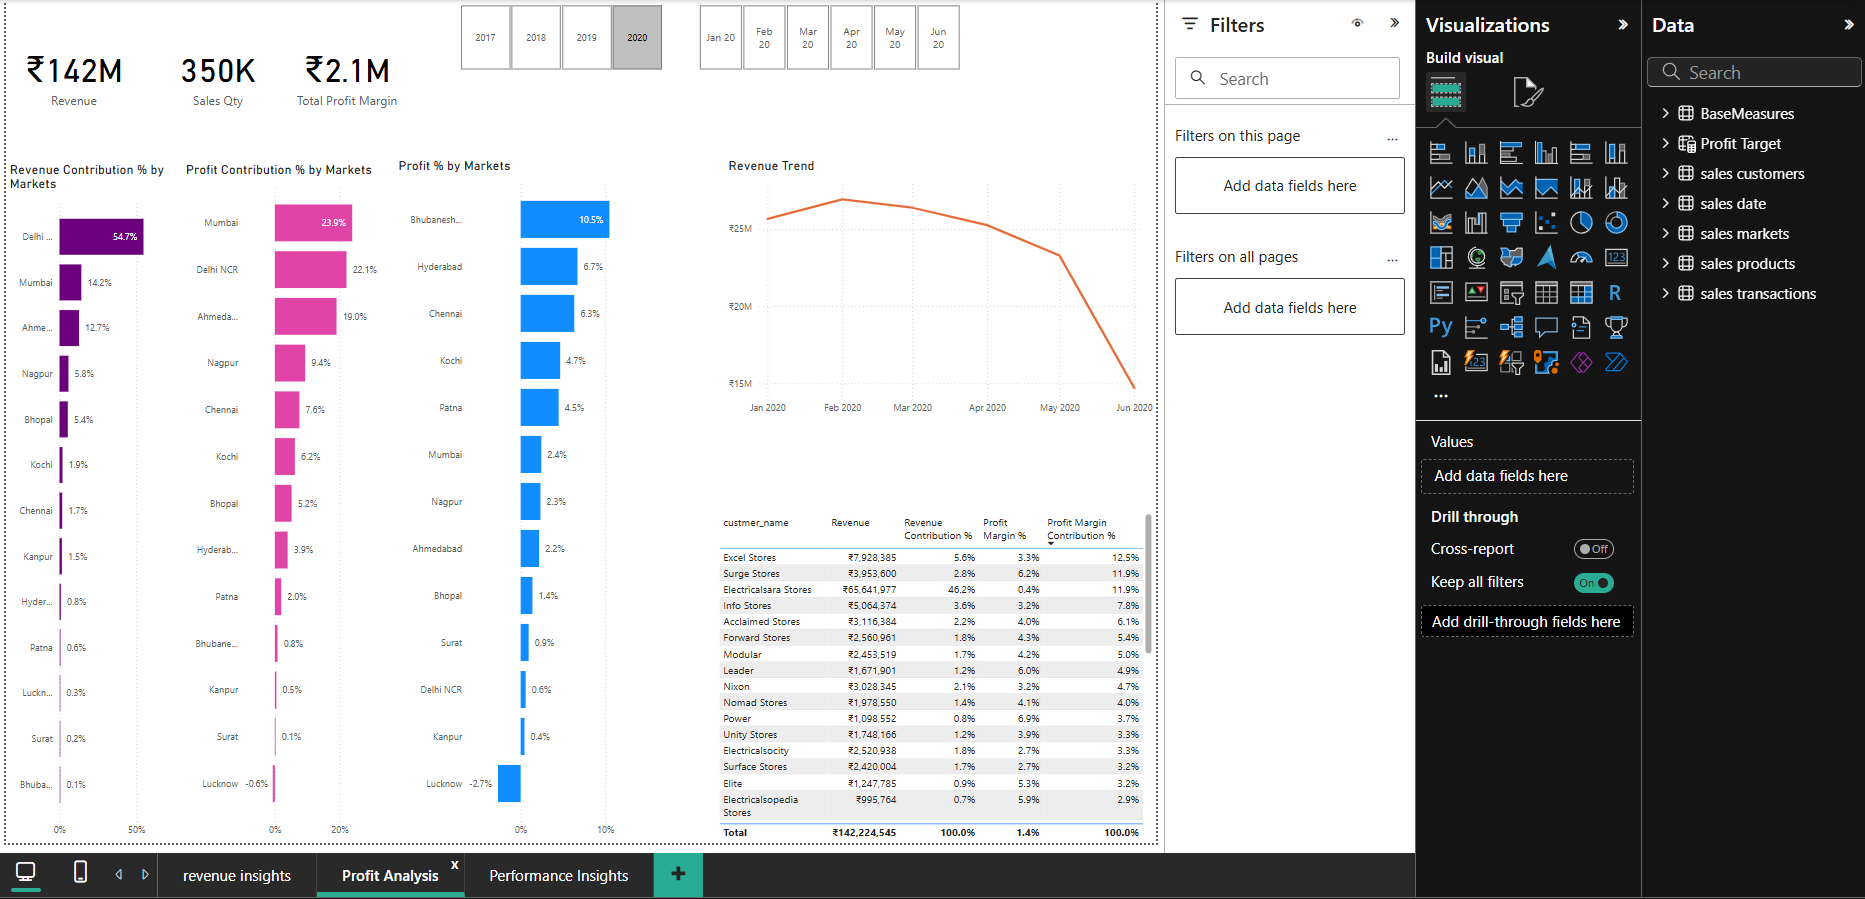 2017
2018
2019
2020
Jan 20
Feb
20
Mar
20
Apr
20
May
20
Jun
20
₹142M
Revenue
350K
Sales Qty
₹2.1M
Total Profit Margin
Revenue Contribution % by
Markets
Delhi ...
54.7%
Mumbai
14.2%
Ahme...
12.7%
Nagpur
5.8%
Bhopal
5.4%
Kochi
1.9%
Chennai
1.7%
Kanpur
1.5%
Hyder...
0.8%
Patna
0.6%
Luckn...
0.3%
Surat
0.2%
Bhuba...
0.1%
0%
50%
Profit Contribution % by Markets
Mumbai
23.9%
Delhi NCR
22.1%
Ahmeda...
19.0%
Nagpur
9.4%
Chennai
7.6%
Kochi
6.2%
Bhopal
5.2%
Hyderab...
3.9%
Patna
2.0%
Bhubane...
0.8%
Kanpur
0.5%
Surat
0.1%
Lucknow
-0.6%
0%
20%
Profit % by Markets
Bhubanesh...
10.5%
Hyderabad
6.7%
Chennai
6.3%
Kochi
4.7%
Patna
4.5%
Mumbai
2.4%
Nagpur
2.3%
Ahmedabad
2.2%
Bhopal
1.4%
Surat
0.9%
Delhi NCR
0.6%
Kanpur
0.4%
Lucknow
-2.7%
0%
10%
Revenue Trend
₹25M
₹20M
₹15M
Jan 2020
Feb 2020
Mar 2020
Apr 2020
May 2020
Jun 2020
custmer_name Revenue Revenue Contribution % Profit Margin % Profit Margin Contribution %
Excel Stores ₹7,928,385 5.6% 3.3% 12.5%
Surge Stores ₹3,953,600 2.8% 6.2% 11.9%
Electricalsara Stores ₹65,641,977 46.2% 0.4% 11.9%
Info Stores ₹5,064,374 3.6% 3.2% 7.8%
Acclaimed Stores ₹3,116,384 2.2% 4.0% 6.1%
Forward Stores ₹2,560,961 1.8% 4.3% 5.4%
Modular ₹2,453,519 1.7% 4.2% 5.0%
Leader ₹1,671,901 1.2% 6.0% 4.9%
Nixon ₹3,028,345 2.1% 3.2% 4.7%
Nomad Stores ₹1,978,550 1.4% 4.1% 4.0%
Power ₹1,098,552 0.8% 6.9% 3.7%
Unity Stores ₹1,748,166 1.2% 3.9% 3.3%
Electricalsocity ₹2,520,938 1.8% 2.7% 3.3%
Surface Stores ₹2,420,004 1.7% 2.7% 3.2%
Elite ₹1,247,785 0.9% 5.3% 3.2%
Electricalsopedia Stores ₹995,764 0.7% 5.9% 2.9%
Total ₹142,224,545 100.0% 1.4% 100.0%
Filters
Search
Filters on this page
...
Add data fields here
Filters on all pages
...
Add data fields here
Visualizations
Build visual
123
R
Py
123
...
Values
Add data fields here
Drill through
Cross-report
Off
Keep all filters
On
Add drill-through fields here
Data
Search
BaseMeasures
Profit Target
sales customers
sales date
sales markets
sales products
sales transactions
revenue insights
Profit Analysis
x
Performance Insights
+